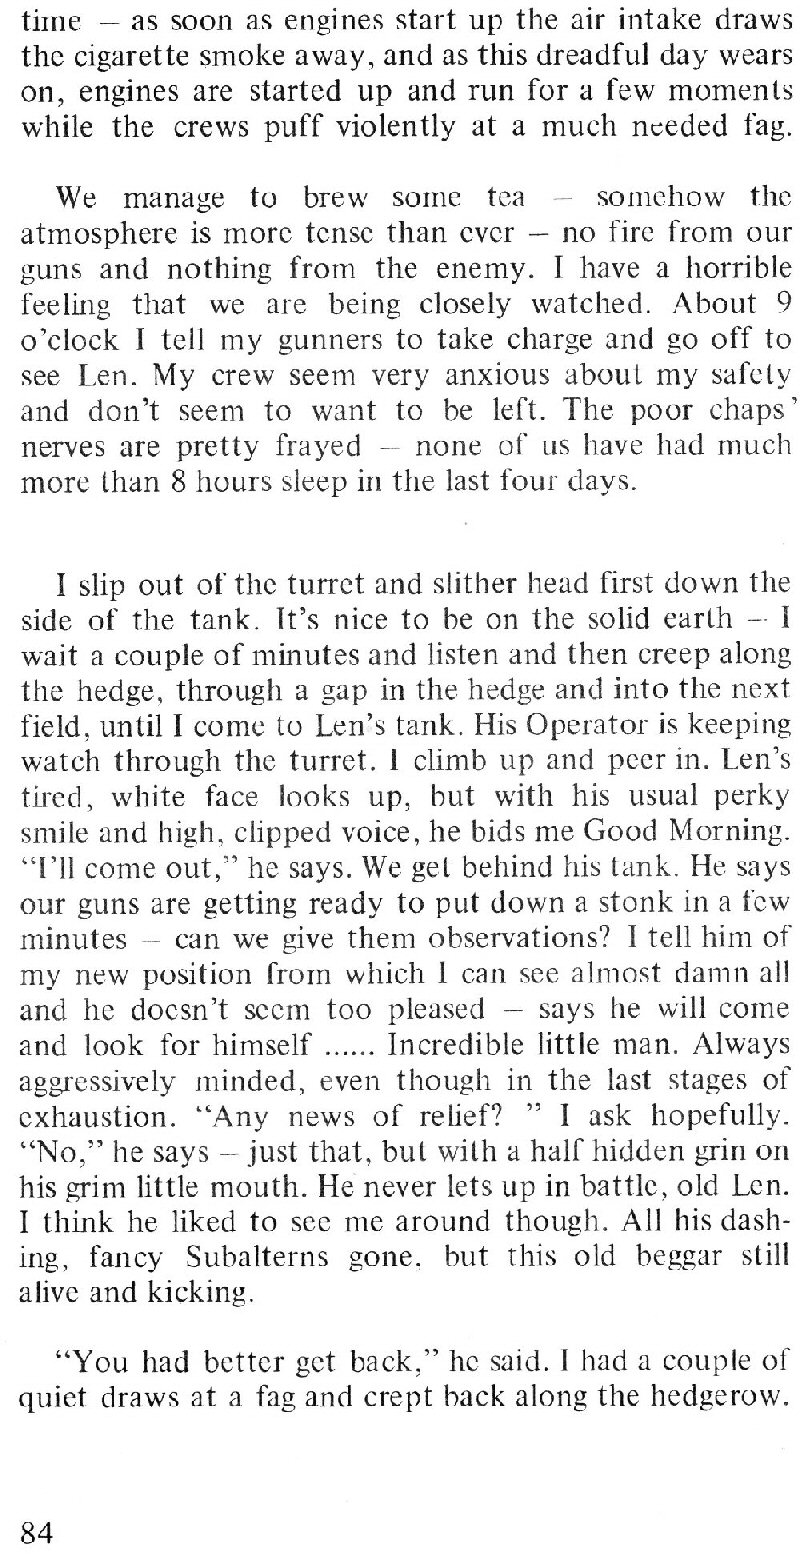 time – as soon as engines start up the air intake draws
the cigarette smoke away, and as this dreadful day wears
on, engines are started up and run for a few moments
while the crews puff violently at a much needed fag.
We manage to brew some tea – somehow the
atmosphere is more tense than ever – no fire from our
guns and nothing from the enemy. I have a horrible
feeling that we are being closely watched. About 9
o'clock I tell my gunners to take charge and go off to
see Len. My crew seem very anxious about my safety
and don't seem to want to be left. The poor chaps'
nerves are pretty frayed – none of us have had much
more than 8 hours sleep in the last four days.
I slip out of the turret and slither head first down the
side of the tank. It's nice to be on the solid earth – I
wait a couple of minutes and listen and then creep along
the hedge, through a gap in the hedge and into the next
field, until I come to Len's tank. His Operator is keeping
watch through the turret. I climb up and peer in. Len's
tired, white face looks up, but with his usual perky
smile and high, clipped voice, he bids me Good Morning.
“I'll come out,” he says. We get behind his tank. He says
our guns are getting ready to put down a stonk in a few
minutes – can we give them observations? I tell him of
my new position from which I can see almost damn all
and he doesn't seem too pleased – says he will come
and look for himself ...... Incredible little man. Always
aggressively minded, even though in the last stages of
exhaustion. “Any news of relief? ” I ask hopefully.
“No,” he says – just that, but with a half hidden grin on
his grim little mouth. He never lets up in battle, old Len.
I think he liked to see me around though. All his dash-
ing, fancy Subalterns gone, but this old beggar still
alive and kicking.
“You had better get back,” he said. I had a couple of
quiet draws at a fag and crept back along the hedgerow.
84